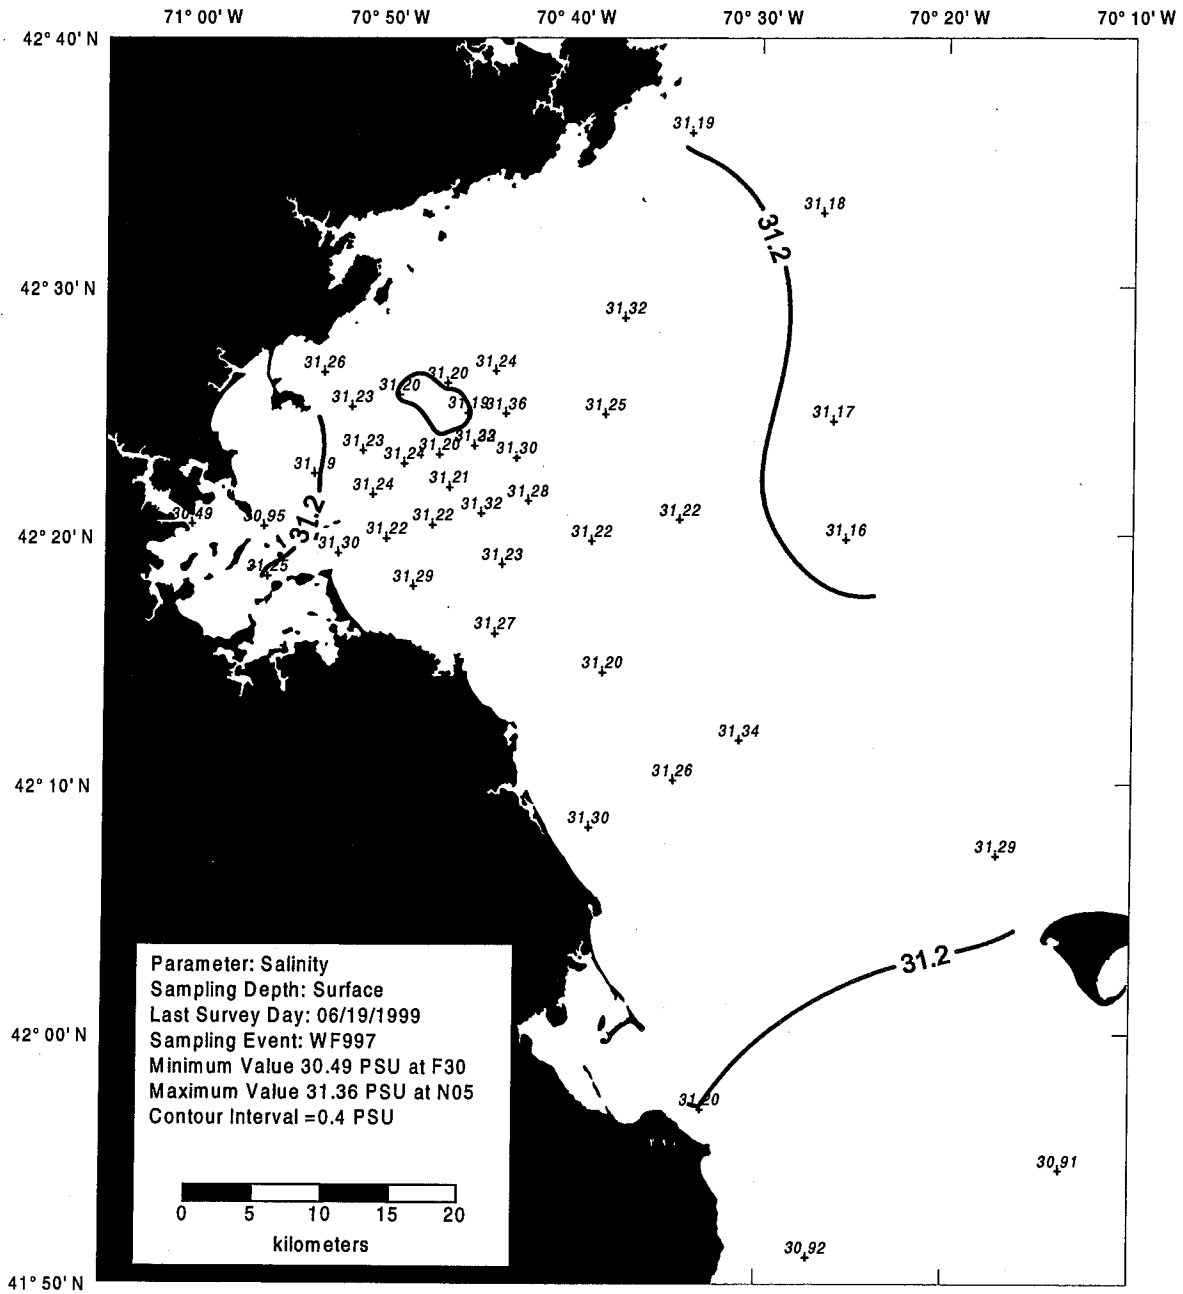 71° 00' W 70° 50' W 70° 40' W 70° 30' W 70° 20' W 70° 10' W
42° 40' N
31.19
31.18
31.2
42° 30' N
31.32
31.26 31.20 31.24
31.20
31.23 31.19 31.36 31.25 31.17
31.23 31.20 31.30
31.24
31.19
31.24 31.21 31.28
31.32
30.49 30.95 31.2 31.22 31.22 31.16
31.22 31.22
42° 20' N
31.30
31.25 31.23
31.29
31.27
31.20
31.34
31.26
42° 10' N
31.30
31.29
31.2
Parameter: Salinity
Sampling Depth: Surface
Last Survey Day: 06/19/1999
Sampling Event: WF997
Minimum Value 30.49 PSU at F30
Maximum Value 31.36 PSU at N05
Contour Interval =0.4 PSU
42° 00' N
31.20
30.91
0 5 10 15 20
kilometers
30.92
41° 50' N